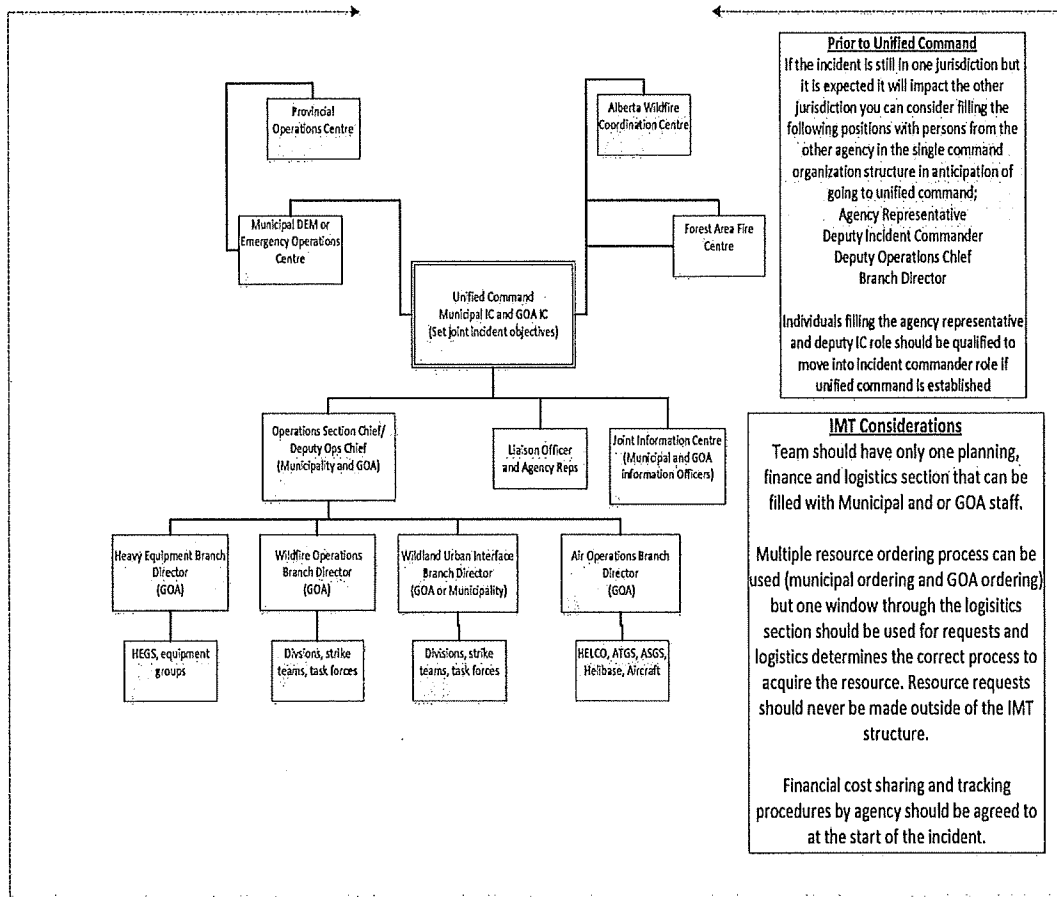 Provincial
Operations Centre
Alberta Wildfire
Coordination Centre
Municipal DEM or
Emergency Operations
Centre
Forest Area Fire
Centre
Unified Command
Municipal IC and GOA IC
(Set joint incident objectives)
Operations Section Chief/
Deputy Ops Chief
(Municipality and GOA)
Liaison Officer
and Agency Reps
Joint Information Centre
(Municipal and GOA
information Officers)
Heavy Equipment Branch
Director
(GOA)
Wildfire Operations
Branch Director
(GOA)
Wildland Urban Interface
Branch Director
(GOA or Municipality)
Air Operations Branch
Director
(GOA)
HEGS, equipment
groups
Divsions, strike
teams, task forces
Divisions, strike
teams, task forces
HELCO, ATGS, ASGS,
Helibase, Aircraft
Prior to Unified Command
If the incident is still in one jurisdiction but
it is expected it will impact the other
jurisdiction you can consider filling the
following positions with persons from the
other agency in the single command
organization structure in anticipation of
going to unified command;
Agency Representative
Deputy Incident Commander
Deputy Operations Chief
Branch Director
Individuals filling the agency representative
and deputy IC role should be qualified to
move into incident commander role if
unified command is established
IMT Considerations
Team should have only one planning,
finance and logistics section that can be
filled with Municipal and or GOA staff.
Multiple resource ordering process can be
used (municipal ordering and GOA ordering)
but one window through the logisitics
section should be used for requests and
logistics determines the correct process to
acquire the resource. Resource requests
should never be made outside of the IMT
structure.
Financial cost sharing and tracking
procedures by agency should be agreed to
at the start of the incident.